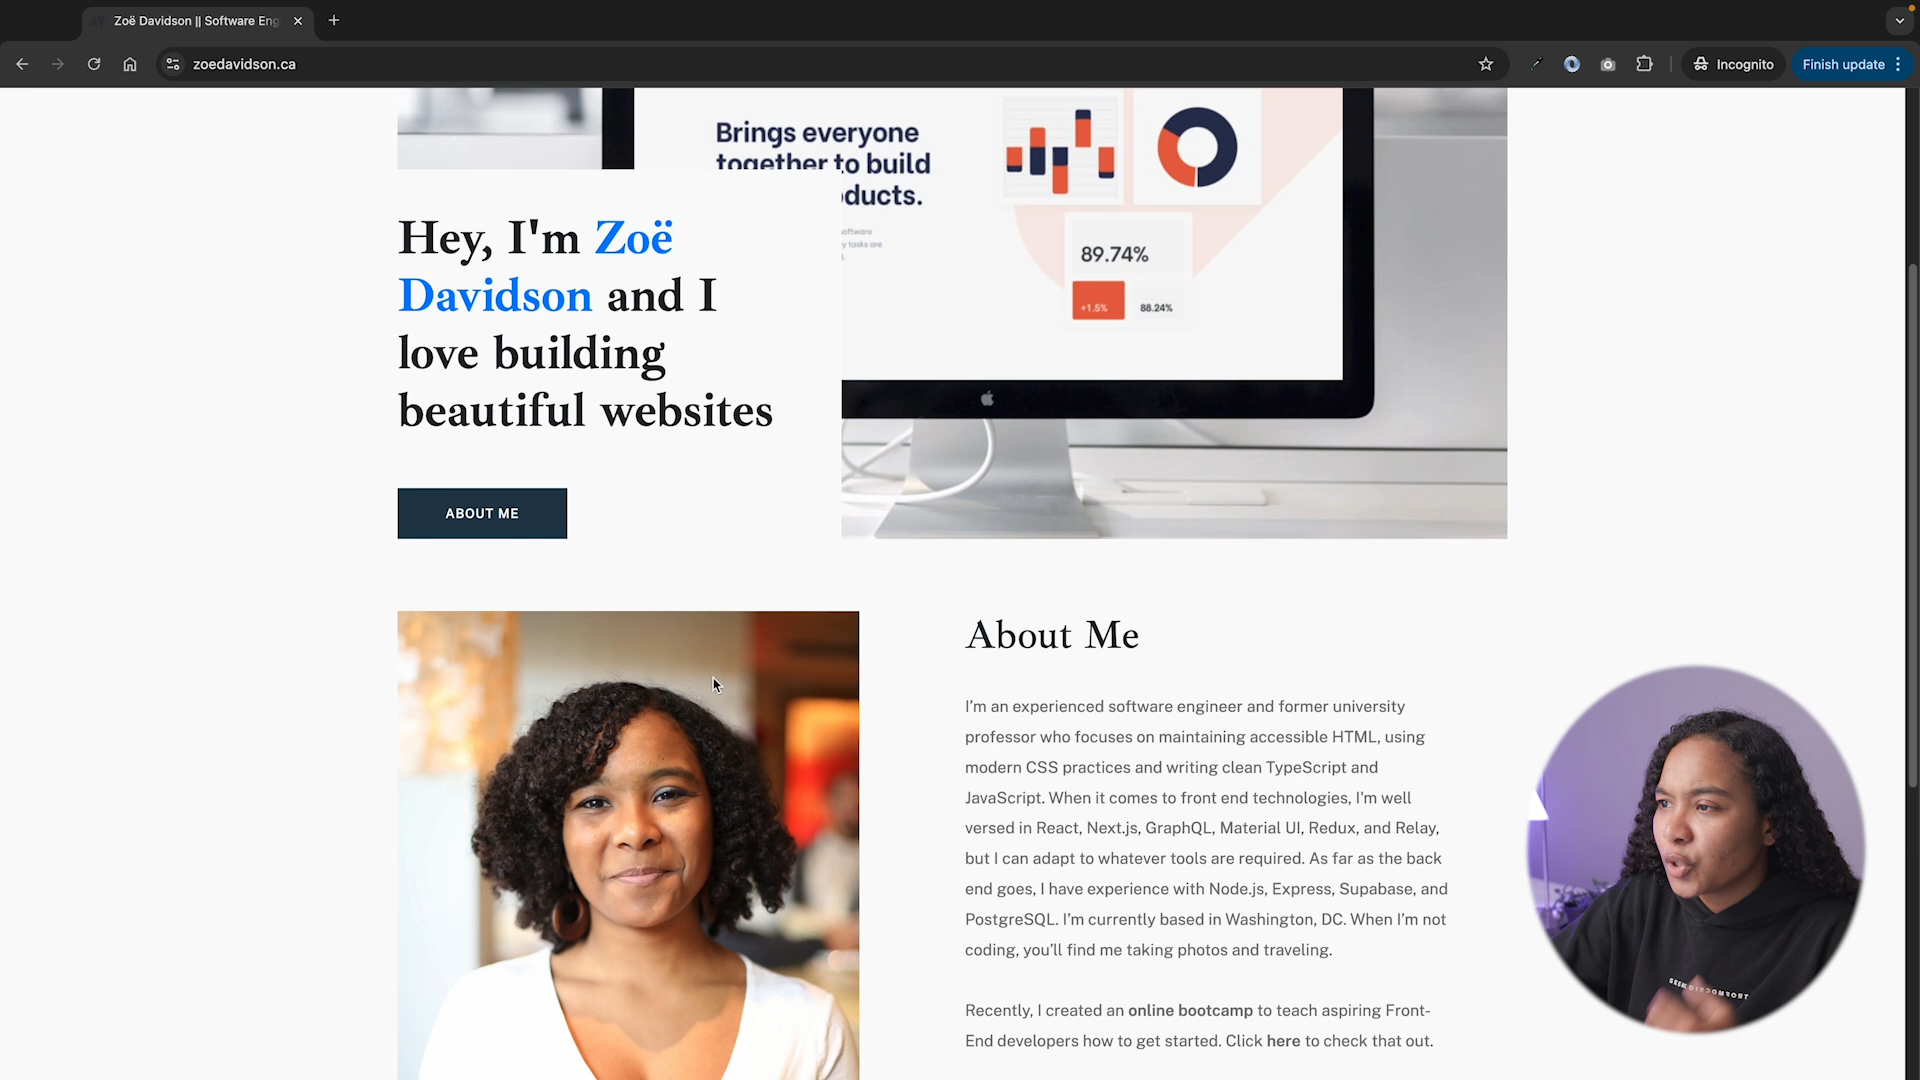 Zoë Davidson || Software Eng
zoedavidson.ca
Incognito
Finish update
Brings everyone
together to build
ducts.
oftware
y tasks are
89.74%
+1.5%
88.24%
Hey, I'm Zoë
Davidson and I
love building
beautiful websites
ABOUT ME
About Me
I'm an experienced software engineer and former university
professor who focuses on maintaining accessible HTML, using
modern CSS practices and writing clean TypeScript and
JavaScript. When it comes to front end technologies, I'm well
versed in React, Next.js, GraphQL, Material UI, Redux, and Relay,
but I can adapt to whatever tools are required. As far as the back
end goes, I have experience with Node.js, Express, Supabase, and
PostgreSQL. I'm currently based in Washington, DC. When I'm not
coding, you'll find me taking photos and traveling.
Recently, I created an online bootcamp to teach aspiring Front-
End developers how to get started. Click here to check that out.